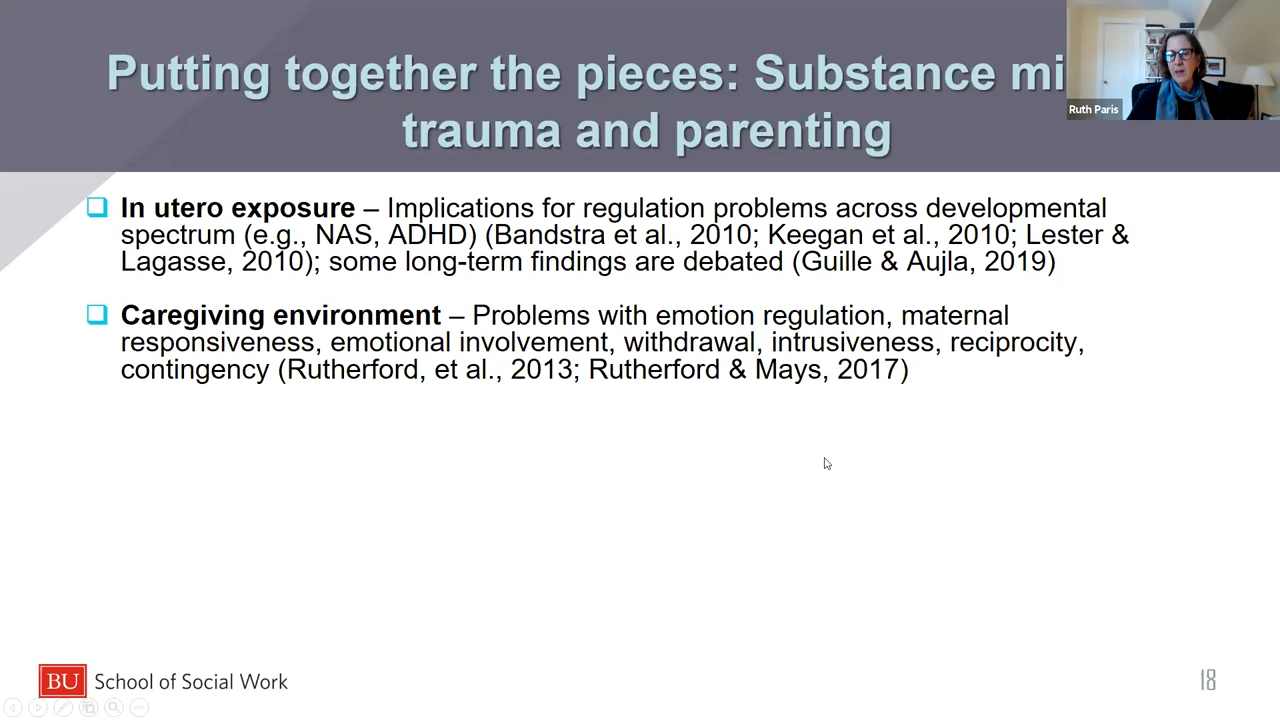 Putting together the pieces: Substance mi
trauma and parenting
Ruth Paris
In utero exposure – Implications for regulation problems across developmental
spectrum (e.g., NAS, ADHD) (Bandstra et al., 2010; Keegan et al., 2010; Lester &
Lagasse, 2010); some long-term findings are debated (Guille & Aujla, 2019)
Caregiving environment – Problems with emotion regulation, maternal
responsiveness, emotional involvement, withdrawal, intrusiveness, reciprocity,
contingency (Rutherford, et al., 2013; Rutherford & Mays, 2017)
BU School of Social Work
18